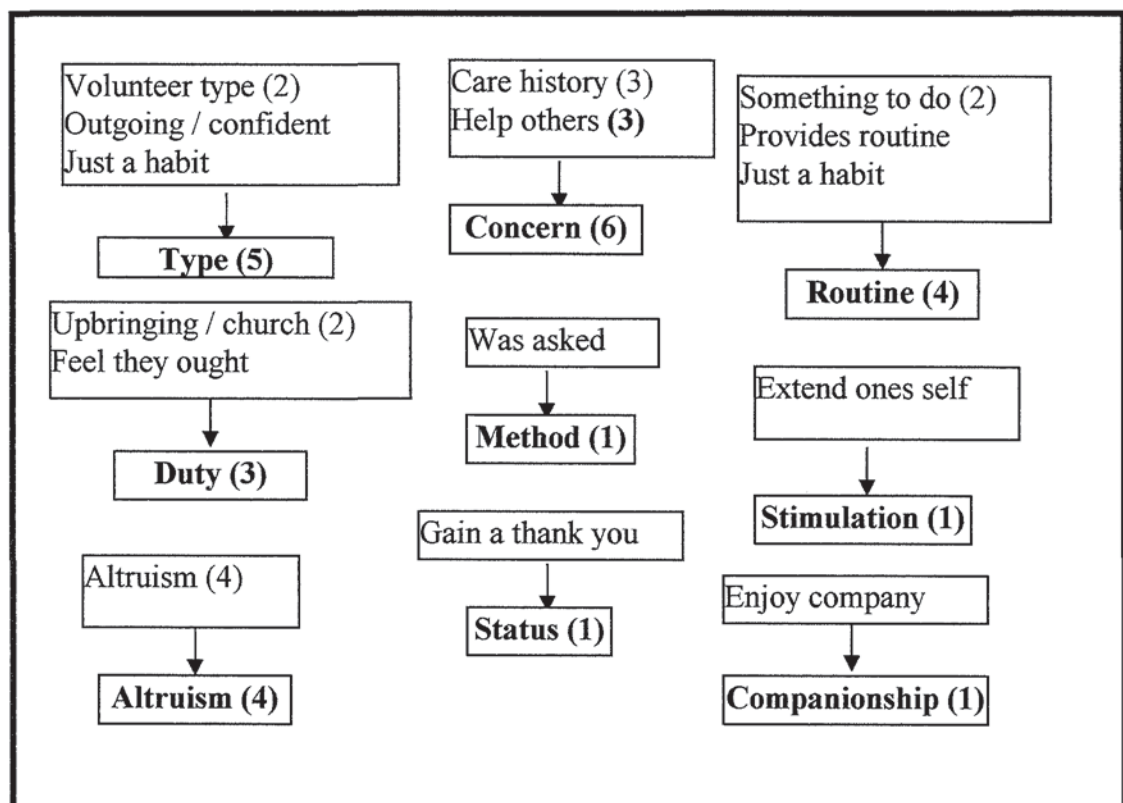 Volunteer type (2)
Outgoing / confident
Just a habit
Type (5)
Upbringing / church (2)
Feel they ought
Duty (3)
Altruism (4)
Altruism (4)
Care history (3)
Help others (3)
Concern (6)
Was asked
Method (1)
Gain a thank you
Status (1)
Something to do (2)
Provides routine
Just a habit
Routine (4)
Extend ones self
Stimulation (1)
Enjoy company
Companionship (1)